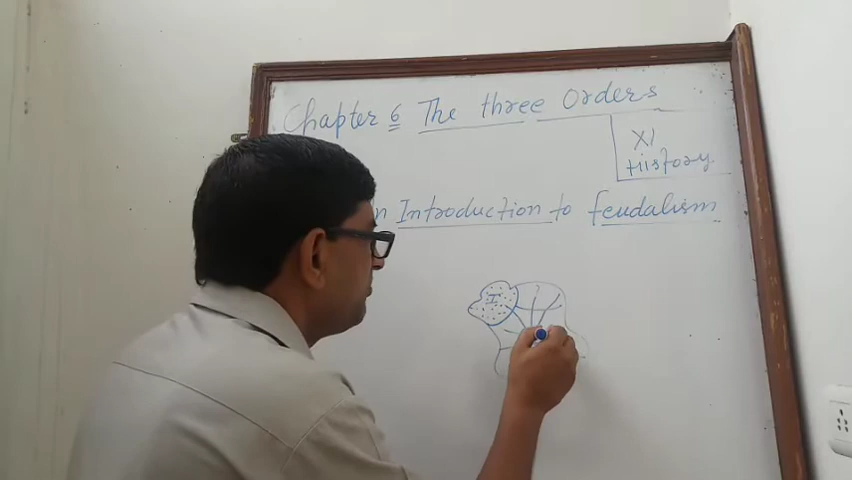 Chapter 6 The three Orders
XI
History
n Introduction to feudalism
I